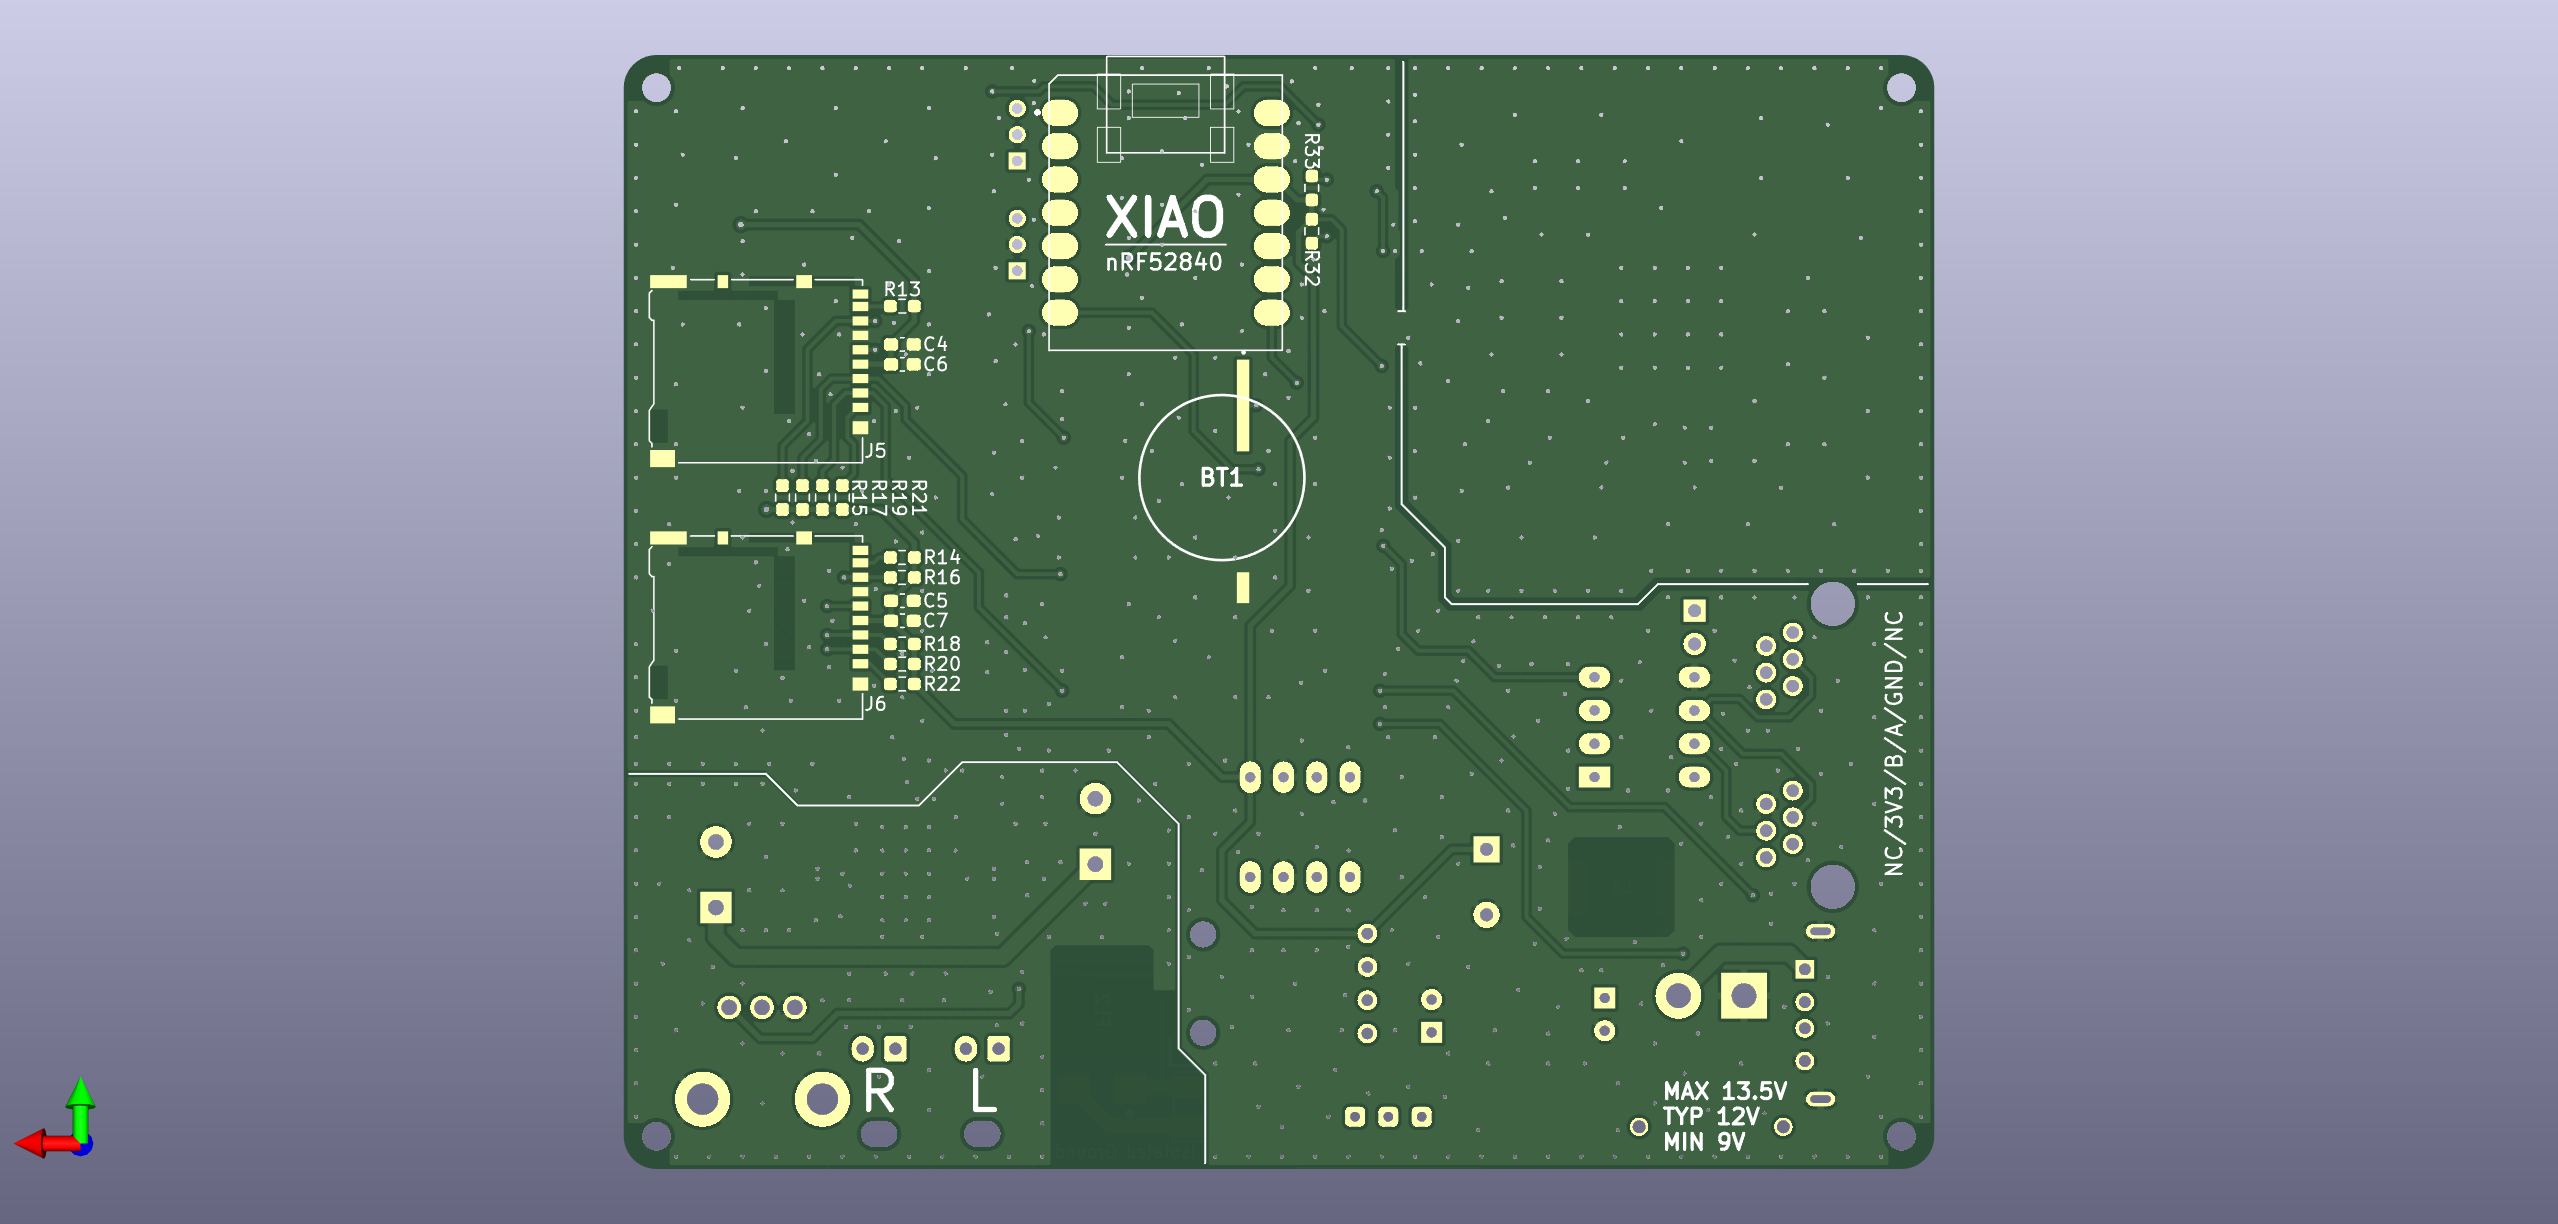 R33
XIAO
nRF52840
R32
R13
C4
C6
J5
BT1
R15
R17
R19
R21
R14
R16
C5
C7
R18
R20
R22
J6
NC/3V3/B/A/GND/NC
R
L
MAX 13.5V
TYP 12V
MIN 9V